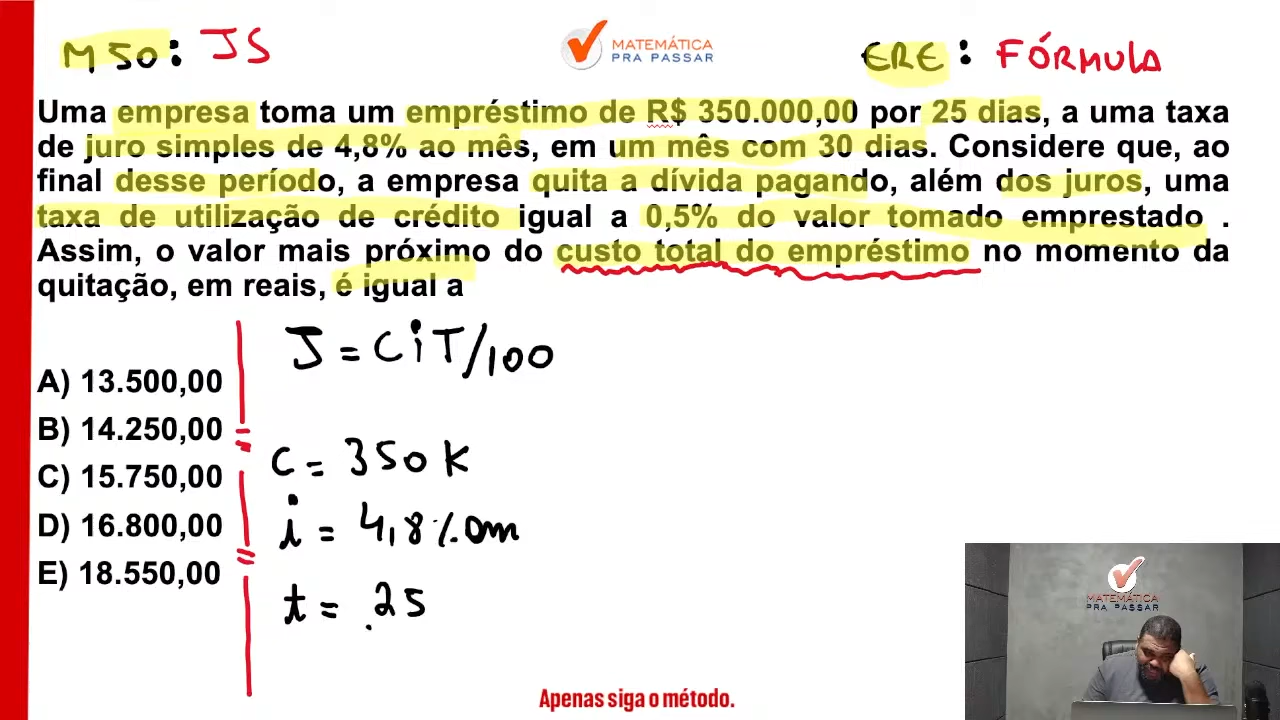 M50: JS
MATEMÁTICA
PRA PASSAR
ERE: FÓRMULA
Uma empresa toma um empréstimo de R$ 350.000,00 por 25 dias, a uma taxa
de juro simples de 4,8% ao mês, em um mês com 30 dias. Considere que, ao
final desse período, a empresa quita a dívida pagando, além dos juros, uma
taxa de utilização de crédito igual a 0,5% do valor tomado emprestado .
Assim, o valor mais próximo do custo total do empréstimo no momento da
quitação, em reais, é igual a
J = CiT/100
A) 13.500,00
B) 14.250,00
C) 15.750,00
D) 16.800,00
E) 18.550,00
C = 350K
i = 4,8%.am
t = 25
MATEMÁTICA
PRA PASSAR
Apenas siga o método.